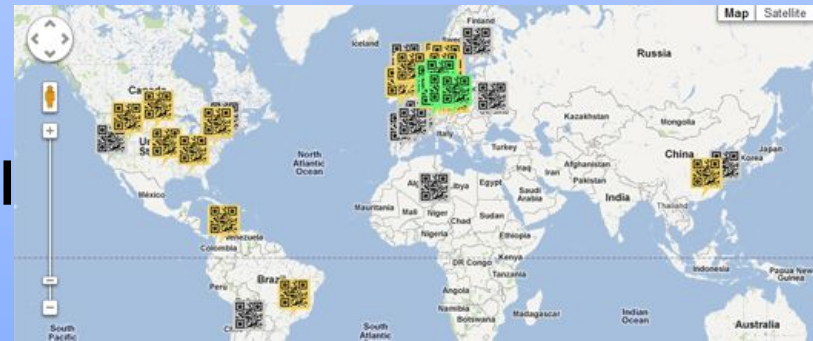 Map Satellite
Finland
Iceland
Russia
Canada
Kazakhstan
Mongolia
Italy
North
Atlantic
Ocean
Turkey
China
Korea
Japan
Iraq
Iran
Afghanistan
Pakistan
Libya
Egypt
Saudi
Arabia
India
México
Mauritania
Mali
Niger
Chad
Sudan
Thailand
Venezuela
Colombia
Nigeria
Ethiopia
Kenya
DR Congo
Tanzania
Indonesia
Papua New
Guinea
Peru
Brazil
Angola
Namibia
Botswana
Madagascar
Indian
Ocean
Australia
South
Pacific
South
Atlantic